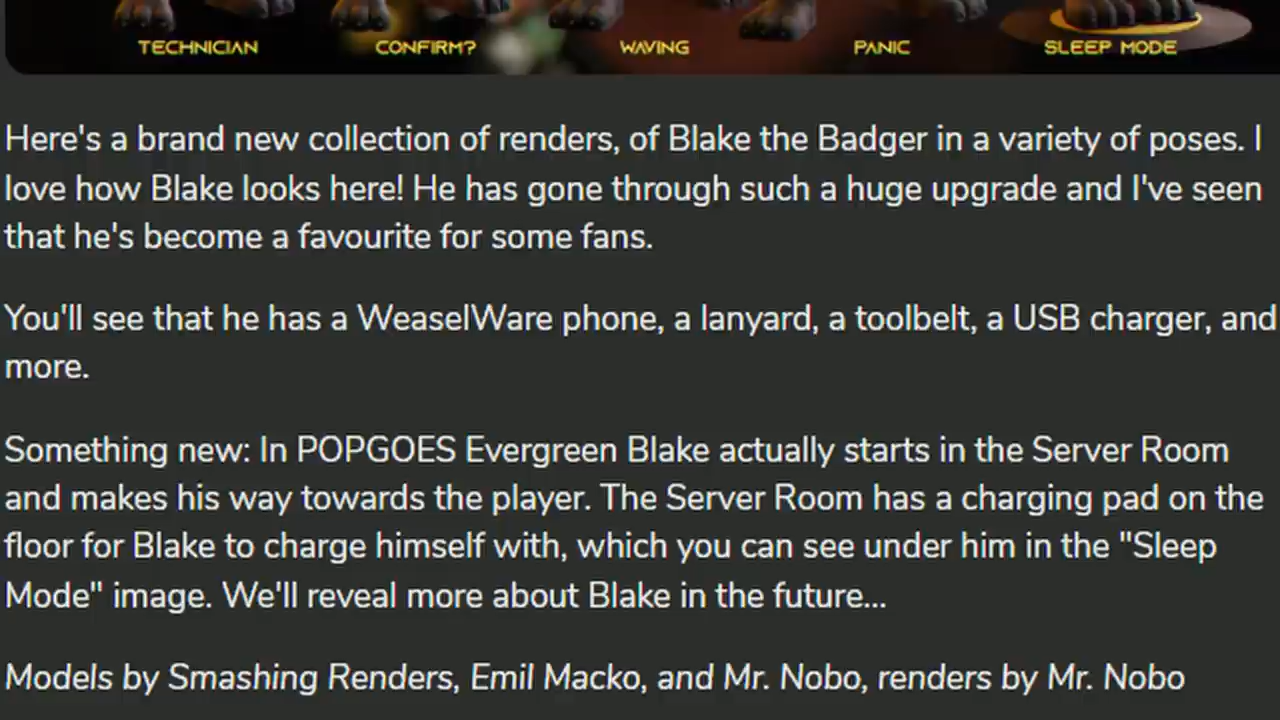 TECHNICIAN CONFIRM? WAVING PANIC SLEEP MODE
Here's a brand new collection of renders, of Blake the Badger in a variety of poses. I
love how Blake looks here! He has gone through such a huge upgrade and I've seen
that he's become a favourite for some fans.
You'll see that he has a WeaselWare phone, a lanyard, a toolbelt, a USB charger, and
more.
Something new: In POPGOES Evergreen Blake actually starts in the Server Room
and makes his way towards the player. The Server Room has a charging pad on the
floor for Blake to charge himself with, which you can see under him in the "Sleep
Mode" image. We'll reveal more about Blake in the future...
Models by Smashing Renders, Emil Macko, and Mr. Nobo, renders by Mr. Nobo